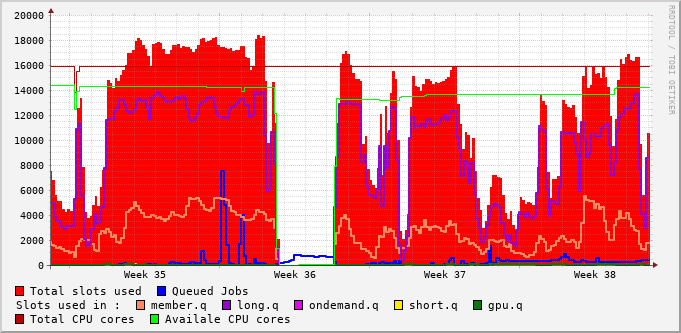 RRDTOOL / TOBI OETIKER
20000
18000
16000
14000
12000
10000
8000
6000
4000
2000
0
Week 35 Week 36 Week 37 Week 38
Total slots used Queued Jobs
Slots used in : member.q long.q ondemand.q short.q gpu.q
Total CPU cores Availale CPU cores